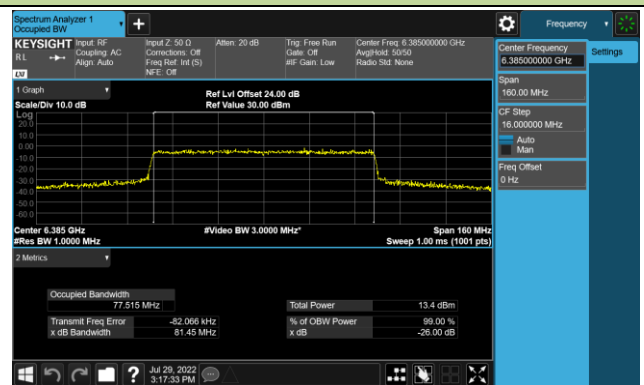 Spectrum Analyzer 1
Occupied BW
Frequency
KEYSIGHT
RL
LXI
Input: RF
Coupling: AC
Align: Auto
Input Z: 50 Ω
Corrections: Off
Freq Ref: Int (S)
NFE: Off
Atten: 20 dB
Trig: Free Run
Gate: Off
#IF Gain: Low
Center Freq: 6.385000000 GHz
Avg|Hold: 50/50
Radio Std: None
Center Frequency
6.385000000 GHz
Settings
Span
160.00 MHz
CF Step
16.000000 MHz
Auto
Man
Freq Offset
0 Hz
1 Graph
Scale/Div 10.0 dB
Ref Lvl Offset 24.00 dB
Ref Value 30.00 dBm
Log
20.0
10.0
0.00
-10.0
-20.0
-30.0
-40.0
-50.0
-60.0
Center 6.385 GHz
#Video BW 3.0000 MHz*
Span 160 MHz
#Res BW 1.0000 MHz
Sweep 1.00 ms (1001 pts)
2 Metrics
Occupied Bandwidth
77.515 MHz
Total Power 13.4 dBm
Transmit Freq Error -82.066 kHz
% of OBW Power 99.00 %
x dB Bandwidth 81.45 MHz
x dB -26.00 dB
Jul 29, 2022
3:17:33 PM